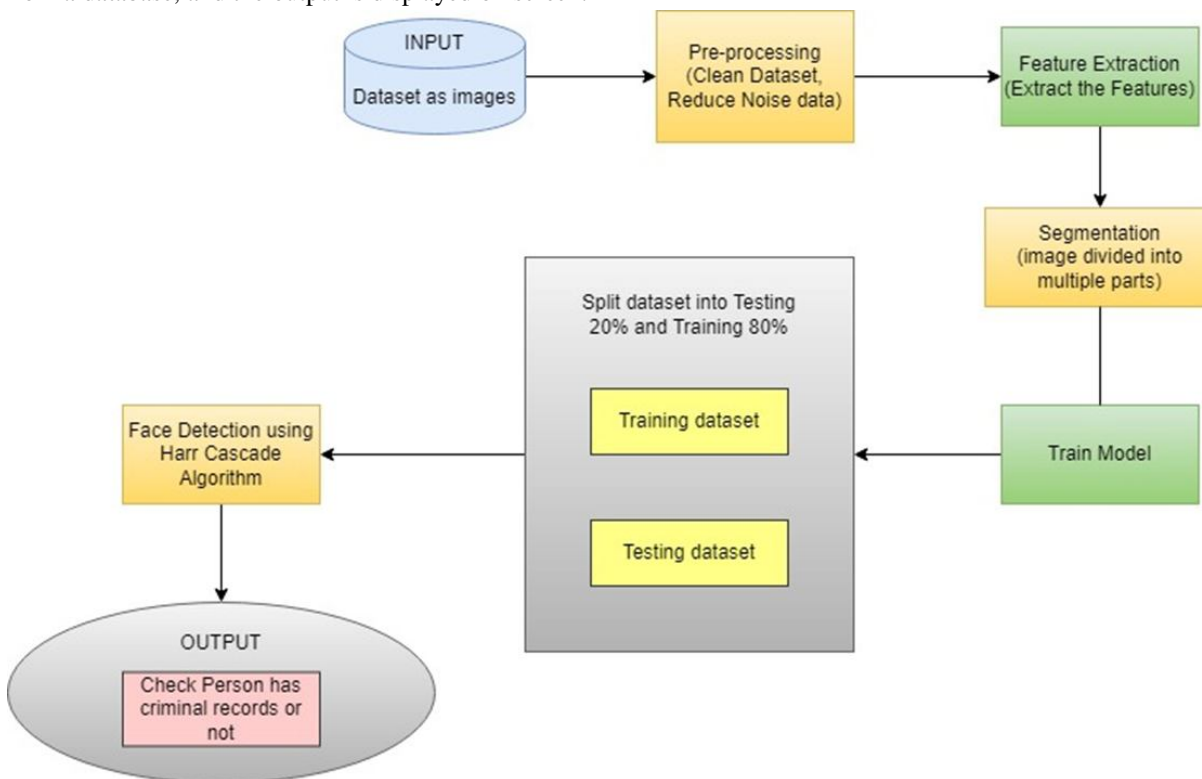 INPUT
Dataset as images
Pre-processing
(Clean Dataset,
Reduce Noise data)
Feature Extraction
(Extract the Features)
Segmentation
(image divided into
multiple parts)
Train Model
Split dataset into Testing
20% and Training 80%
Training dataset
Testing dataset
Face Detection using
Harr Cascade
Algorithm
OUTPUT
Check Person has
criminal records or
not